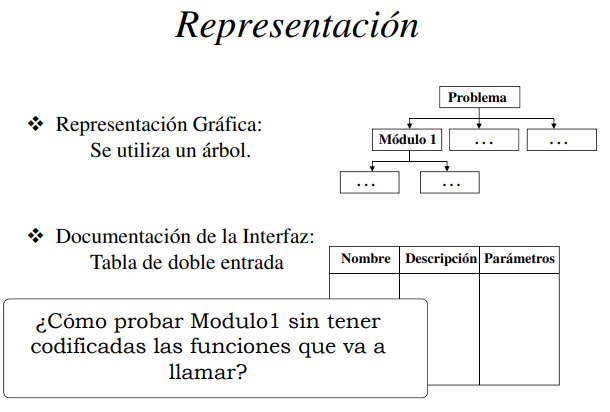 Representación
❖ Representación Gráfica:
Se utiliza un árbol.
Problema
Módulo 1
...
...
...
...
❖ Documentación de la Interfaz:
Tabla de doble entrada
Nombre Descripción Parámetros
¿Cómo probar Modulo1 sin tener
codificadas las funciones que va a
llamar?